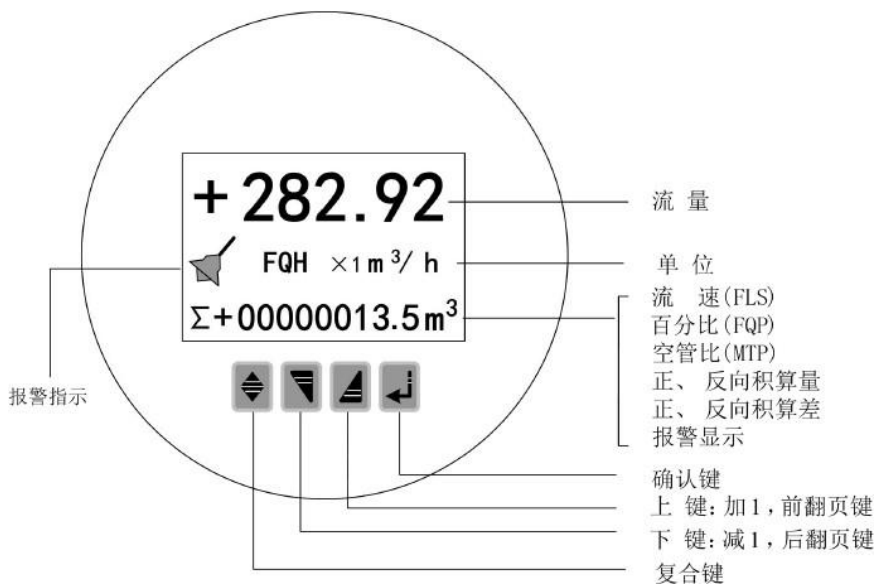 +282.92
FQH ×1m³/h
Σ+00000013.5m³
报警指示
流 量
单 位
流 速(FLS)
百分比(FQP)
空管比(MTP)
正、反向积算量
正、反向积算差
报警显示
确认键
上 键:加1,前翻页键
下 键:减1,后翻页键
复合键